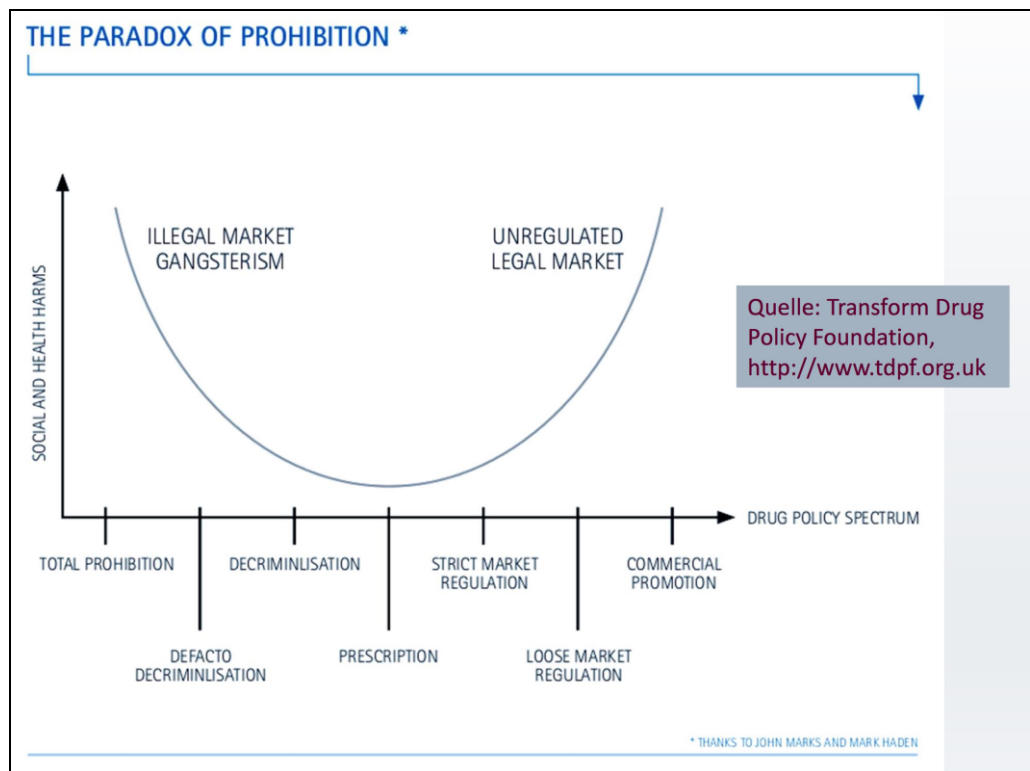 THE PARADOX OF PROHIBITION *
ILLEGAL MARKET
GANGSTERISM
UNREGULATED
LEGAL MARKET
SOCIAL AND HEALTH HARMS
Quelle: Transform Drug
Policy Foundation,
http://www.tdpf.org.uk
DRUG POLICY SPECTRUM
TOTAL PROHIBITION
DECRIMINLISATION
STRICT MARKET
REGULATION
COMMERCIAL
PROMOTION
DEFACTO
DECRIMINLISATION
PRESCRIPTION
LOOSE MARKET
REGULATION
* THANKS TO JOHN MARKS AND MARK HADEN